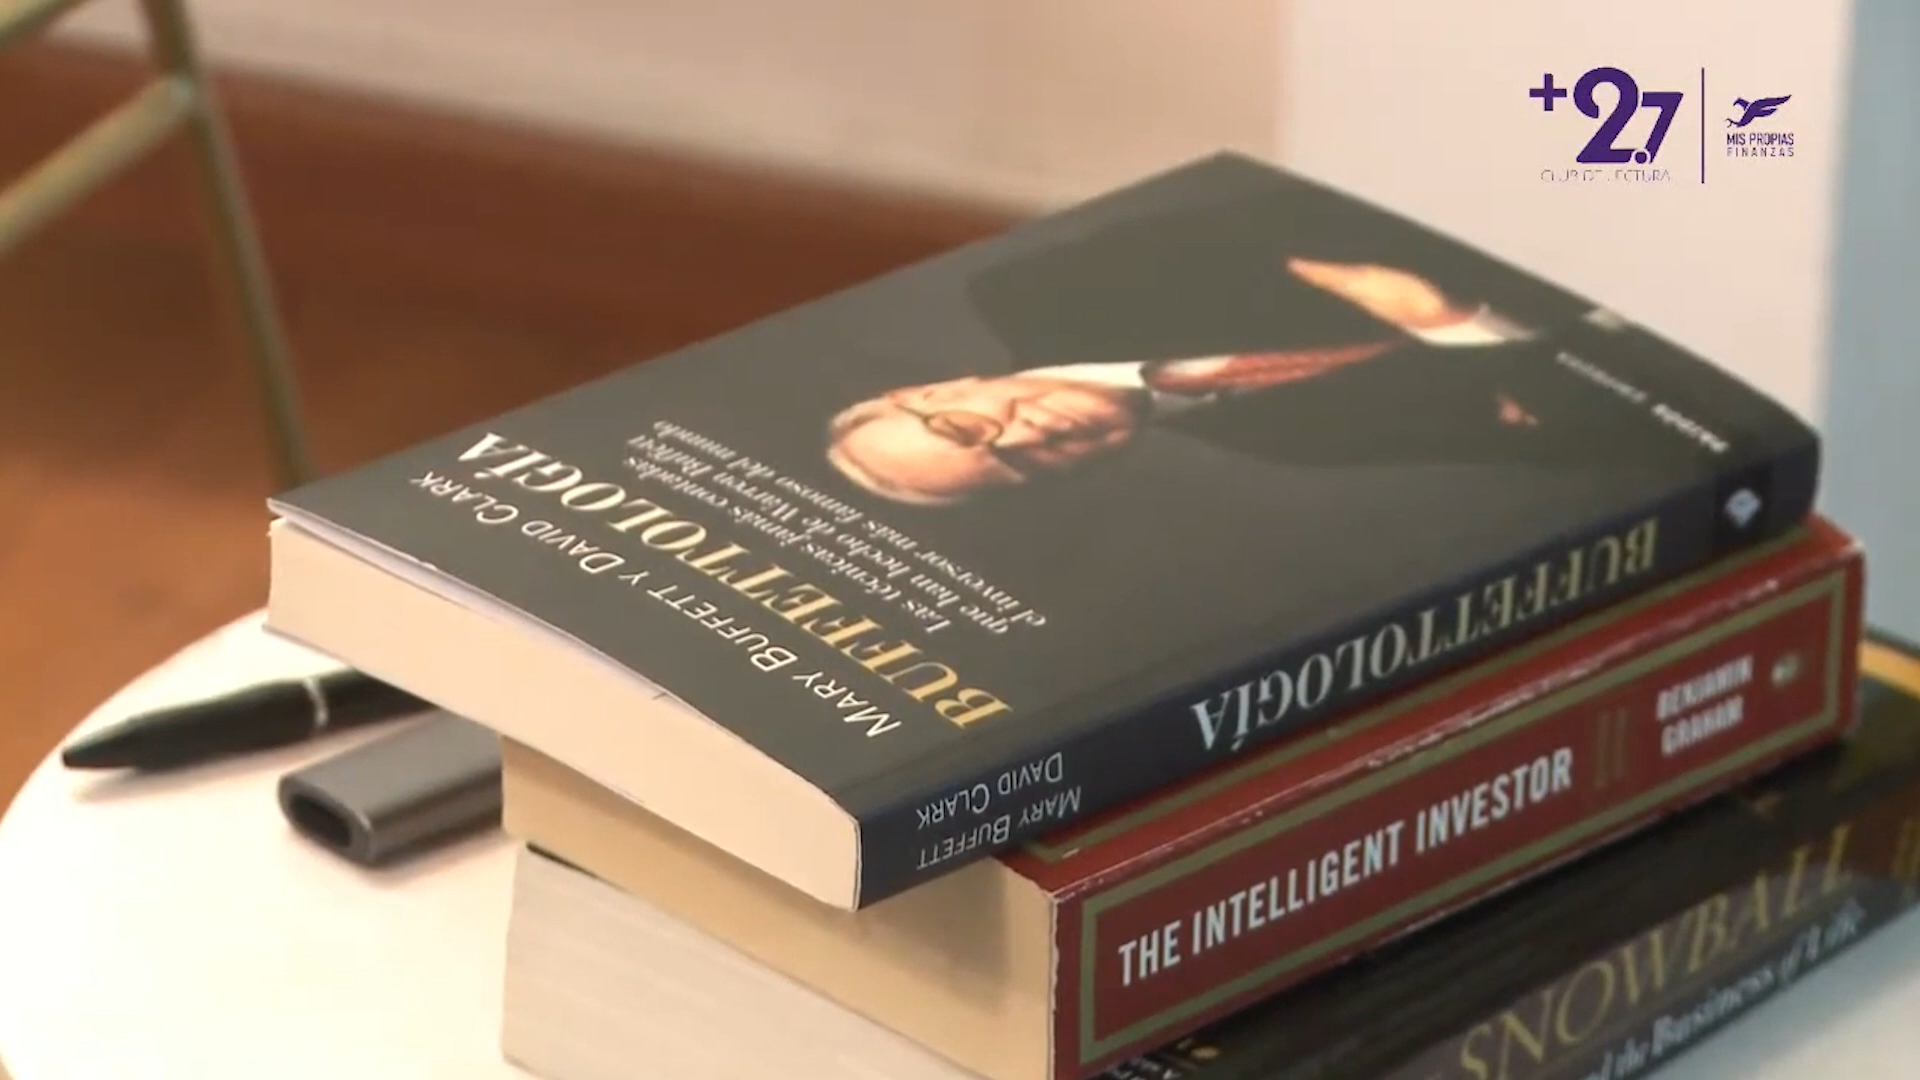 +2.7
CLUB DE LECTURA
MIS PROPIAS
FINANZAS
MARY BUFFETT Y DAVID CLARK
BUFFETTOLOGÍA
Las técnicas jamás contadas
que han hecho de Warren Buffett
el inversor más famoso del mundo
MARY BUFFETT
DAVID CLARK
BUFFETTOLOGÍA
THE INTELLIGENT INVESTOR
BENJAMIN
GRAHAM
SNOWBALL
and the Business of Life